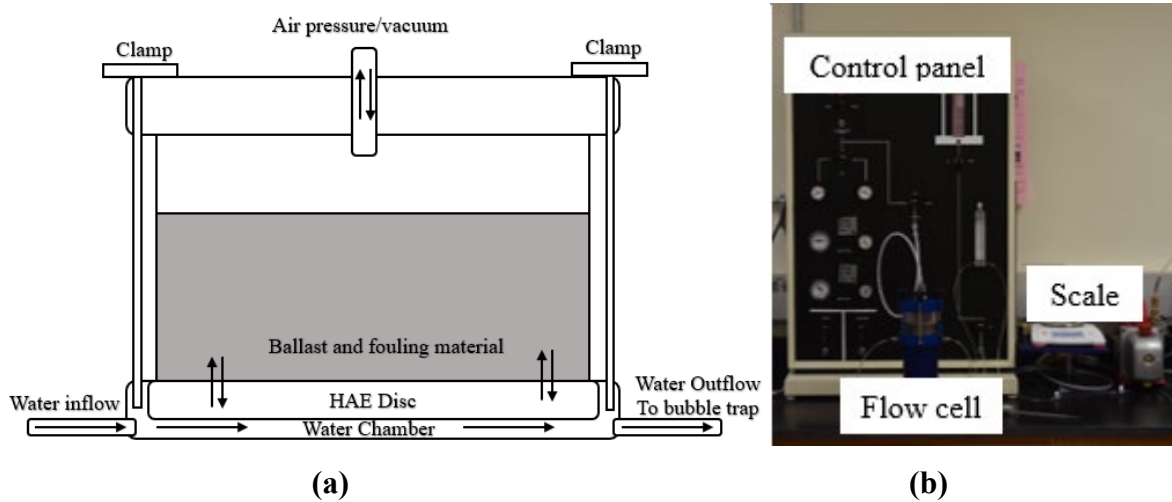 Air pressure/vacuum
Clamp
Clamp
Ballast and fouling material
HAE Disc
Water inflow
Water Chamber
Water Outflow
To bubble trap
(a)
Control panel
Scale
Flow cell
(b)